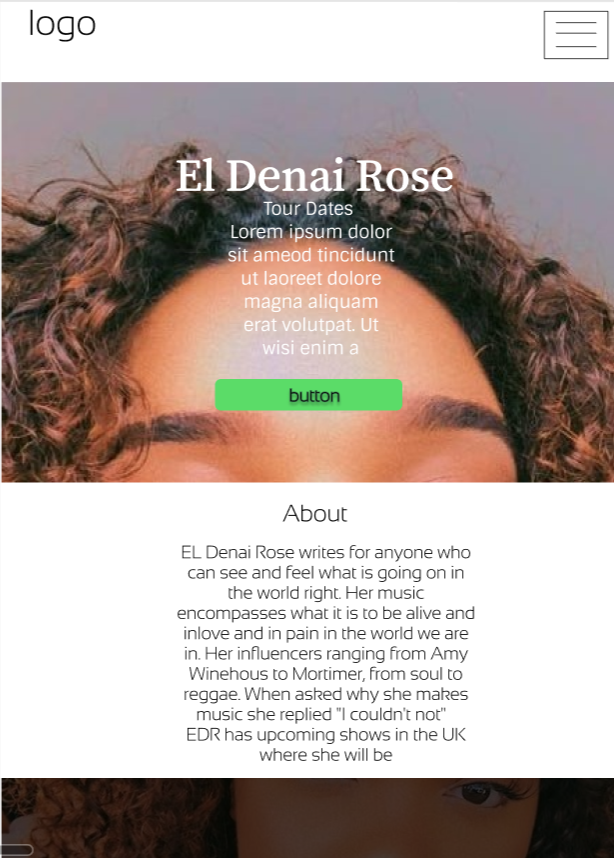 logo
El Denai Rose
Tour Dates
Lorem ipsum dolor
sit ameod tincidunt
ut laoreet dolore
magna aliquam
erat volutpat. Ut
wisi enim a
button
About
EL Denai Rose writes for anyone who
can see and feel what is going on in
the world right. Her music
encompasses what it is to be alive and
inlove and in pain in the world we are
in. Her influencers ranging from Amy
Winehous to Mortimer, from soul to
reggae. When asked why she makes
music she replied "I couldn't not"
EDR has upcoming shows in the UK
where she will be